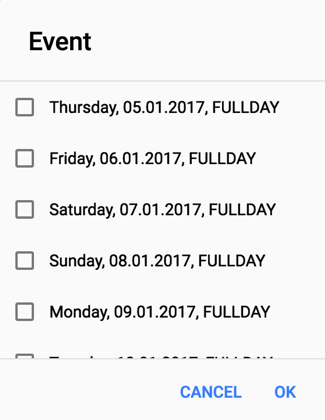 Event
Thursday, 05.01.2017, FULLDAY
Friday, 06.01.2017, FULLDAY
Saturday, 07.01.2017, FULLDAY
Sunday, 08.01.2017, FULLDAY
Monday, 09.01.2017, FULLDAY
CANCEL OK